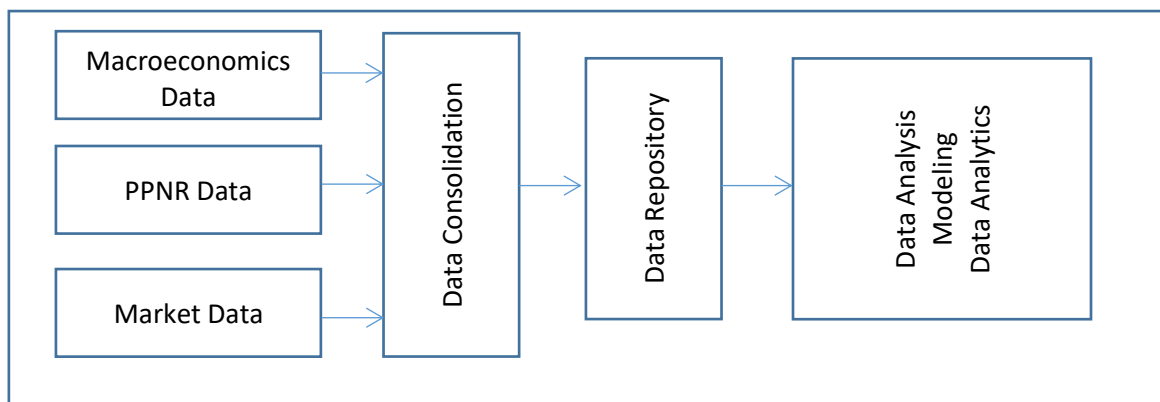 Macroeconomics
Data
PPNR Data
Market Data
Data Consolidation
Data Repository
Data Analysis
Modeling
Data Analytics